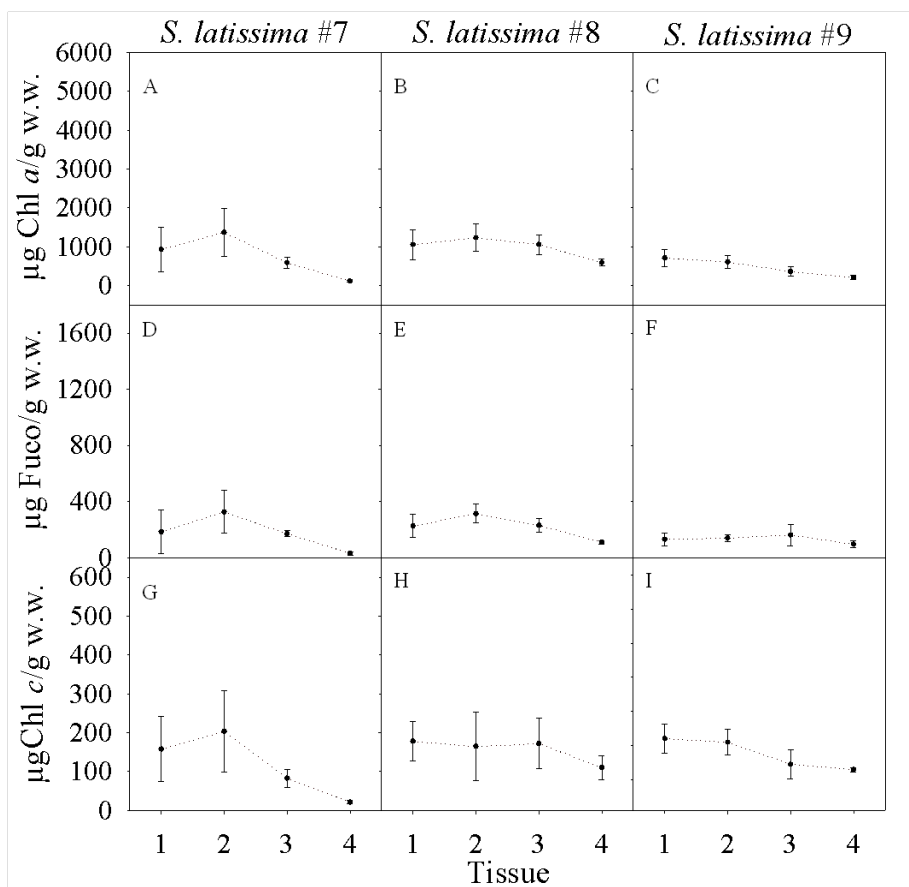 S. latissima #7 S. latissima #8 S. latissima #9
µg Chl a/g w.w.
6000
5000
4000
3000
2000
1000
0
A B C
µg Fuco/g w.w.
1600
1200
800
400
0
D E F
µgChl c/g w.w.
600
500
400
300
200
100
0
G H I
1 2 3 4 1 2 3 4 1 2 3 4
Tissue